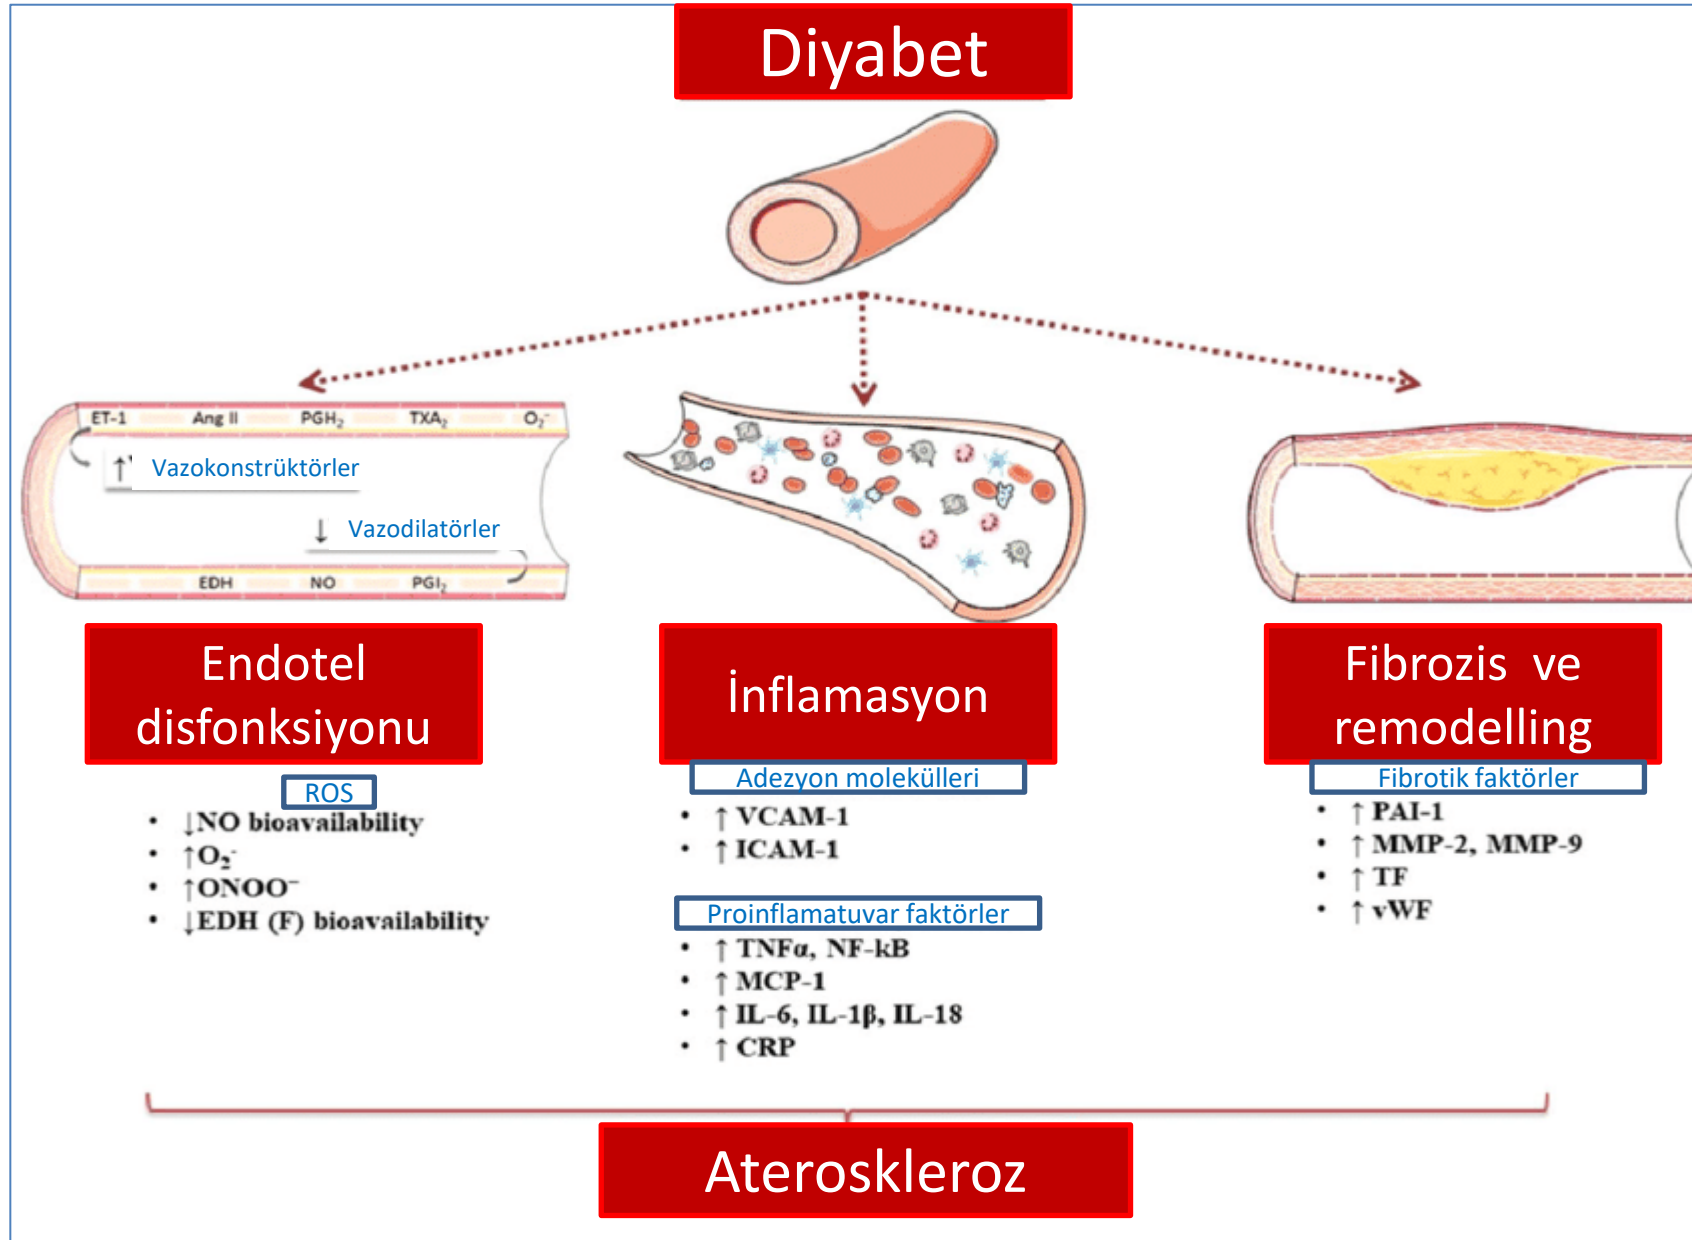 Diyabet
ET-1 Ang II PGH₂ TXA₂ O₂⁻
↑ Vazokonstrüktörler
↓ Vazodilatörler
EDH NO PGI₂
Endotel
disfonksiyonu
ROS
• ↓NO bioavailability
• ↑O₂⁻
• ↑ONOO⁻
• ↓EDH (F) bioavailability
İnflamasyon
Adezyon molekülleri
• ↑ VCAM-1
• ↑ ICAM-1
Proinflamatuvar faktörler
• ↑ TNFα, NF-kB
• ↑ MCP-1
• ↑ IL-6, IL-1β, IL-18
• ↑ CRP
Fibrozis ve
remodelling
Fibrotik faktörler
• ↑ PAI-1
• ↑ MMP-2, MMP-9
• ↑ TF
• ↑ vWF
Ateroskleroz